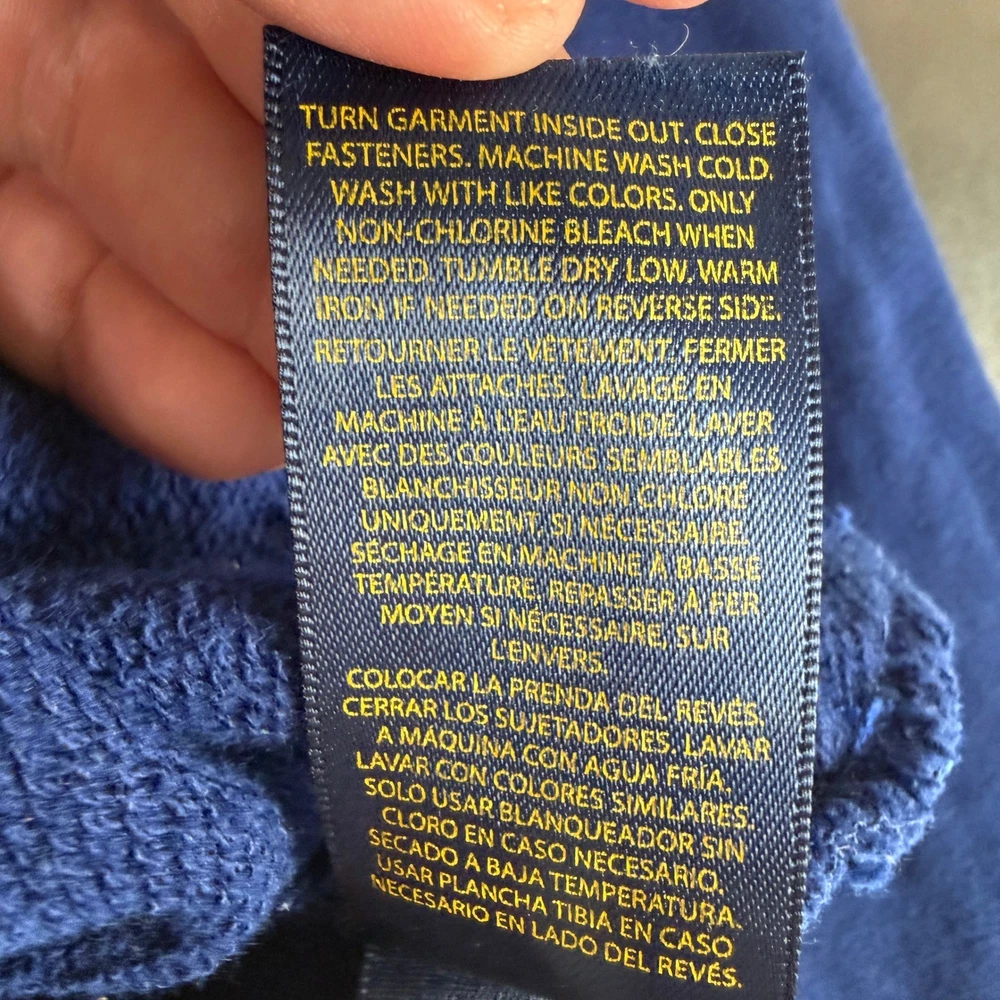 TURN GARMENT INSIDE OUT. CLOSE
FASTENERS. MACHINE WASH COLD.
WASH WITH LIKE COLORS. ONLY
NON-CHLORINE BLEACH WHEN
NEEDED. TUMBLE DRY LOW. WARM
IRON IF NEEDED ON REVERSE SIDE.
RETOURNER LE VÊTEMENT. FERMER
LES ATTACHES. LAVAGE EN
MACHINE À L'EAU FROIDE. LAVER
AVEC DES COULEURS SEMBLABLES.
BLANCHISSEUR NON CHLORÉ
UNIQUEMENT, SI NÉCESSAIRE.
SÉCHAGE EN MACHINE À BASSE
TEMPÉRATURE. REPASSER À FER
MOYEN SI NÉCESSAIRE, SUR
L'ENVERS.
COLOCAR LA PRENDA DEL REVÉS.
CERRAR LOS SUJETADORES. LAVAR
A MÁQUINA CON AGUA FRÍA.
LAVAR CON COLORES SIMILARES.
SOLO USAR BLANQUEADOR SIN
CLORO EN CASO NECESARIO.
SECADO A BAJA TEMPERATURA.
USAR PLANCHA TIBIA EN CASO
NECESARIO EN LADO DEL REVÉS.